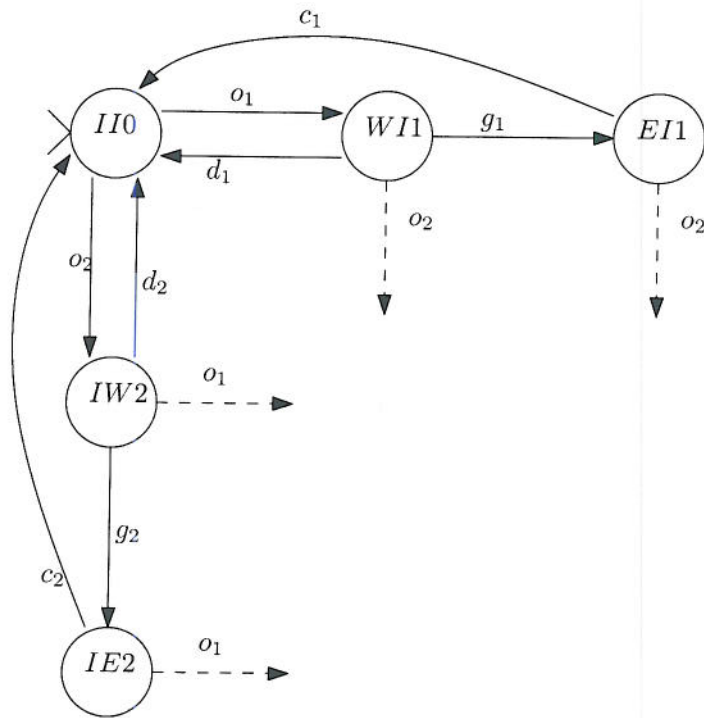 c₁
II0 o₁ WI1 g₁ EI1
d₁
o₂ o₂
o₂ d₂
IW2 o₁
g₂
c₂
IE2 o₁